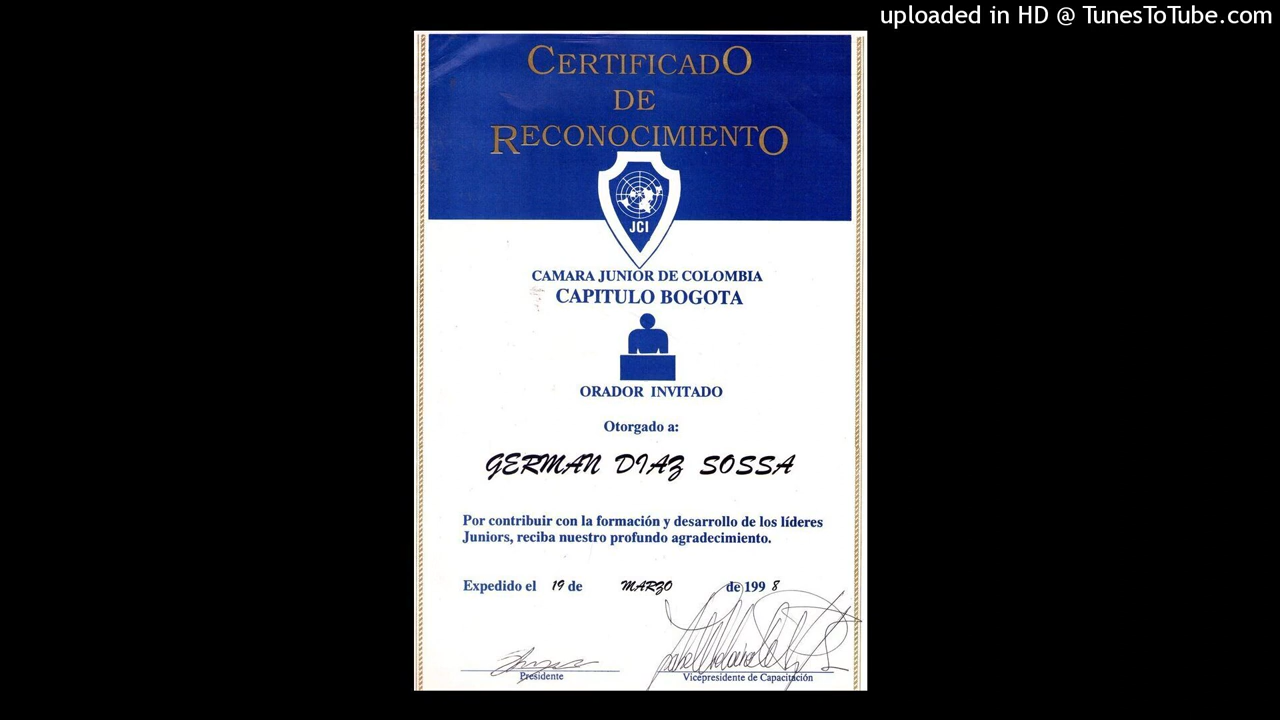 uploaded in HD @ TunesToTube.com
CERTIFICADO
DE
RECONOCIMIENTO
JCI
CAMARA JUNIOR DE COLOMBIA
CAPITULO BOGOTA
ORADOR INVITADO
Otorgado a:
GERMAN DIAZ SOSSA
Por contribuir con la formación y desarrollo de los líderes
Juniors, reciba nuestro profundo agradecimiento.
Expedido el 19 de MARZO de 1998
Presidente
Vicepresidente de Capacitación